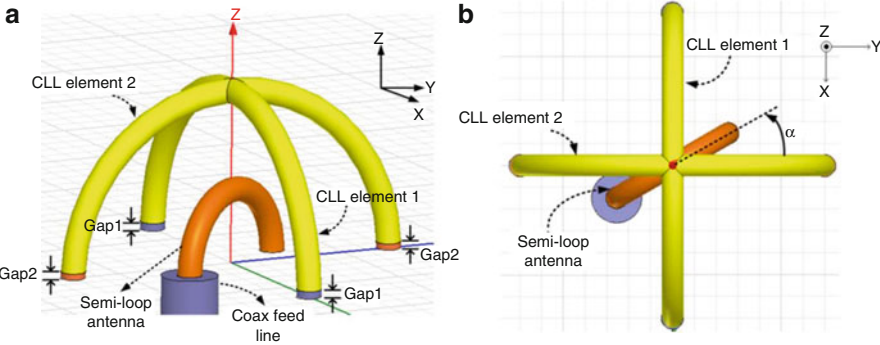 a
Z
CLL element 2
Z
Y
X
CLL element 1
Gap1
Gap2
Gap2
Gap1
Semi-loop
antenna
Coax feed
line
b
CLL element 1
Z
Y
X
CLL element 2
α
Semi-loop
antenna